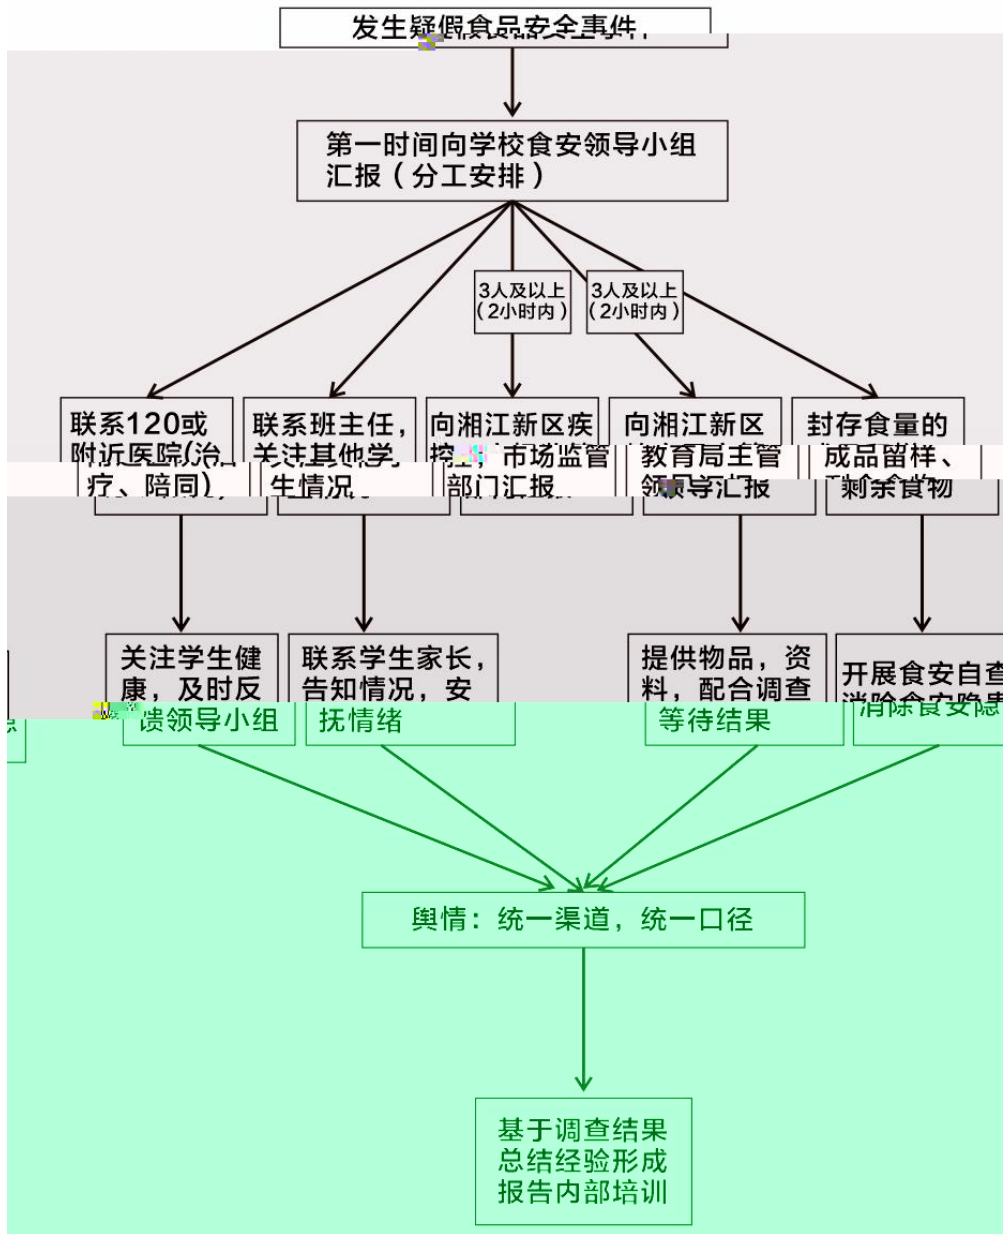 发生疑假食品安全事件
第一时间向学校食安领导小组
汇报（分工安排）
3人及以上
（2小时内）
3人及以上
（2小时内）
联系120或
附近医院(治
疗、陪同)
联系班主任，
关注其他学
生情况
向湘江新区疾
控 ，市场监管
部门汇报
向湘江新区
教育局主管
领导汇报
封存食量的
成品留样、
剩余食物
关注学生健
康，及时反
馈领导小组
联系学生家长，
告知情况，安
抚情绪
提供物品，资
料，配合调查
等待结果
开展食安自查
消除食安隐患
舆情：统一渠道，统一口径
基于调查结果
总结经验形成
报告内部培训